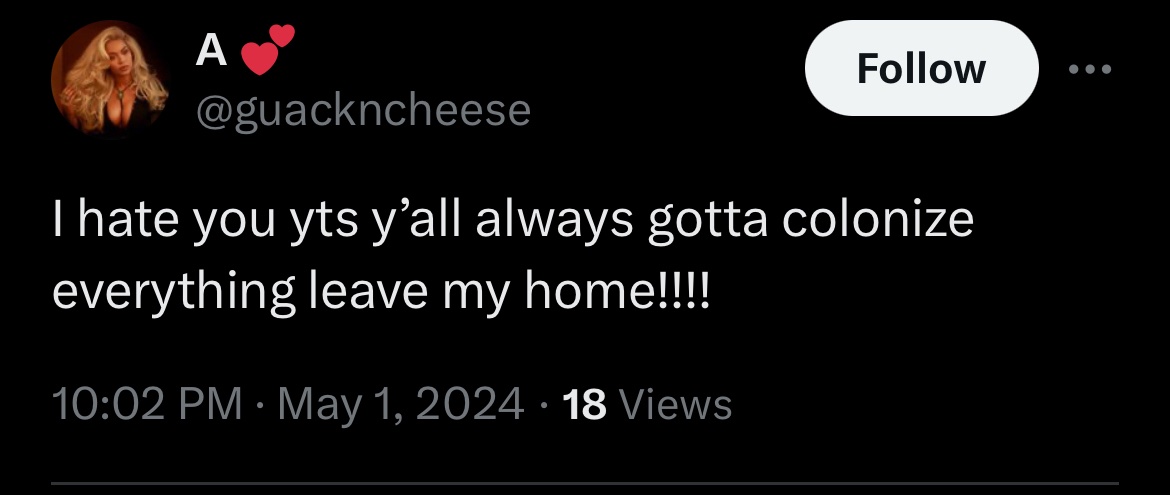 A 💕
@guackncheese
Follow
I hate you yts y’all always gotta colonize
everything leave my home!!!!
10:02 PM · May 1, 2024 · 18 Views